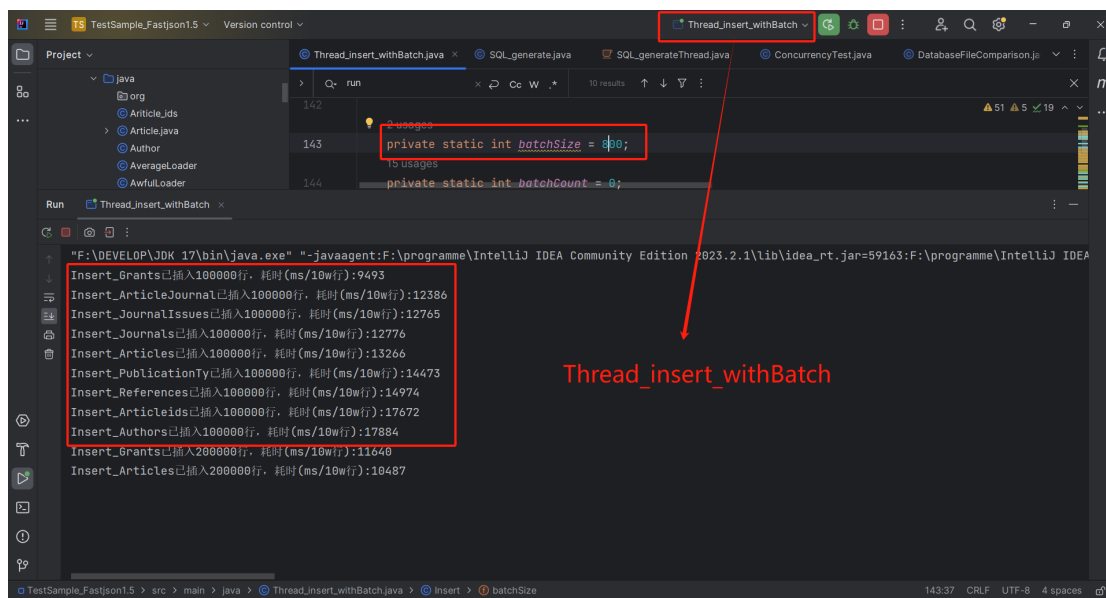 TS TestSample_Fastjson1.5 Version control Thread_insert_withBatch
Project
Thread_insert_withBatch.java SQL_generate.java SQL_generateThread.java ConcurrencyTest.java DatabaseFileComparison.ja
java
org
Ariticle_ids
Article.java
Author
AverageLoader
AwfulLoader
run Cc W .* 10 results
142
51 5 19
2 usages
143 private static int batchSize = 800;
15 usages
144 private static int batchCount = 0;
Run Thread_insert_withBatch
"F:\DEVELOP\JDK 17\bin\java.exe" "-javaagent:F:\programme\IntelliJ IDEA Community Edition 2023.2.1\lib\idea_rt.jar=59163:F:\programme\IntelliJ IDEA
Insert_Grants已插入100000行，耗时(ms/10w行):9493
Insert_ArticleJournal已插入100000行，耗时(ms/10w行):12386
Insert_JournalIssues已插入100000行，耗时(ms/10w行):12765
Insert_Journals已插入100000行，耗时(ms/10w行):12776
Insert_Articles已插入100000行，耗时(ms/10w行):13266
Insert_PublicationTy已插入100000行，耗时(ms/10w行):14473
Insert_References已插入100000行，耗时(ms/10w行):14974
Insert_Articleids已插入100000行，耗时(ms/10w行):17672
Insert_Authors已插入100000行，耗时(ms/10w行):17884
Insert_Grants已插入200000行，耗时(ms/10w行):11640
Insert_Articles已插入200000行，耗时(ms/10w行):10487
Thread_insert_withBatch
TestSample_Fastjson1.5 > src > main > java > Thread_insert_withBatch.java > Insert > batchSize 143:37 CRLF UTF-8 4 spaces